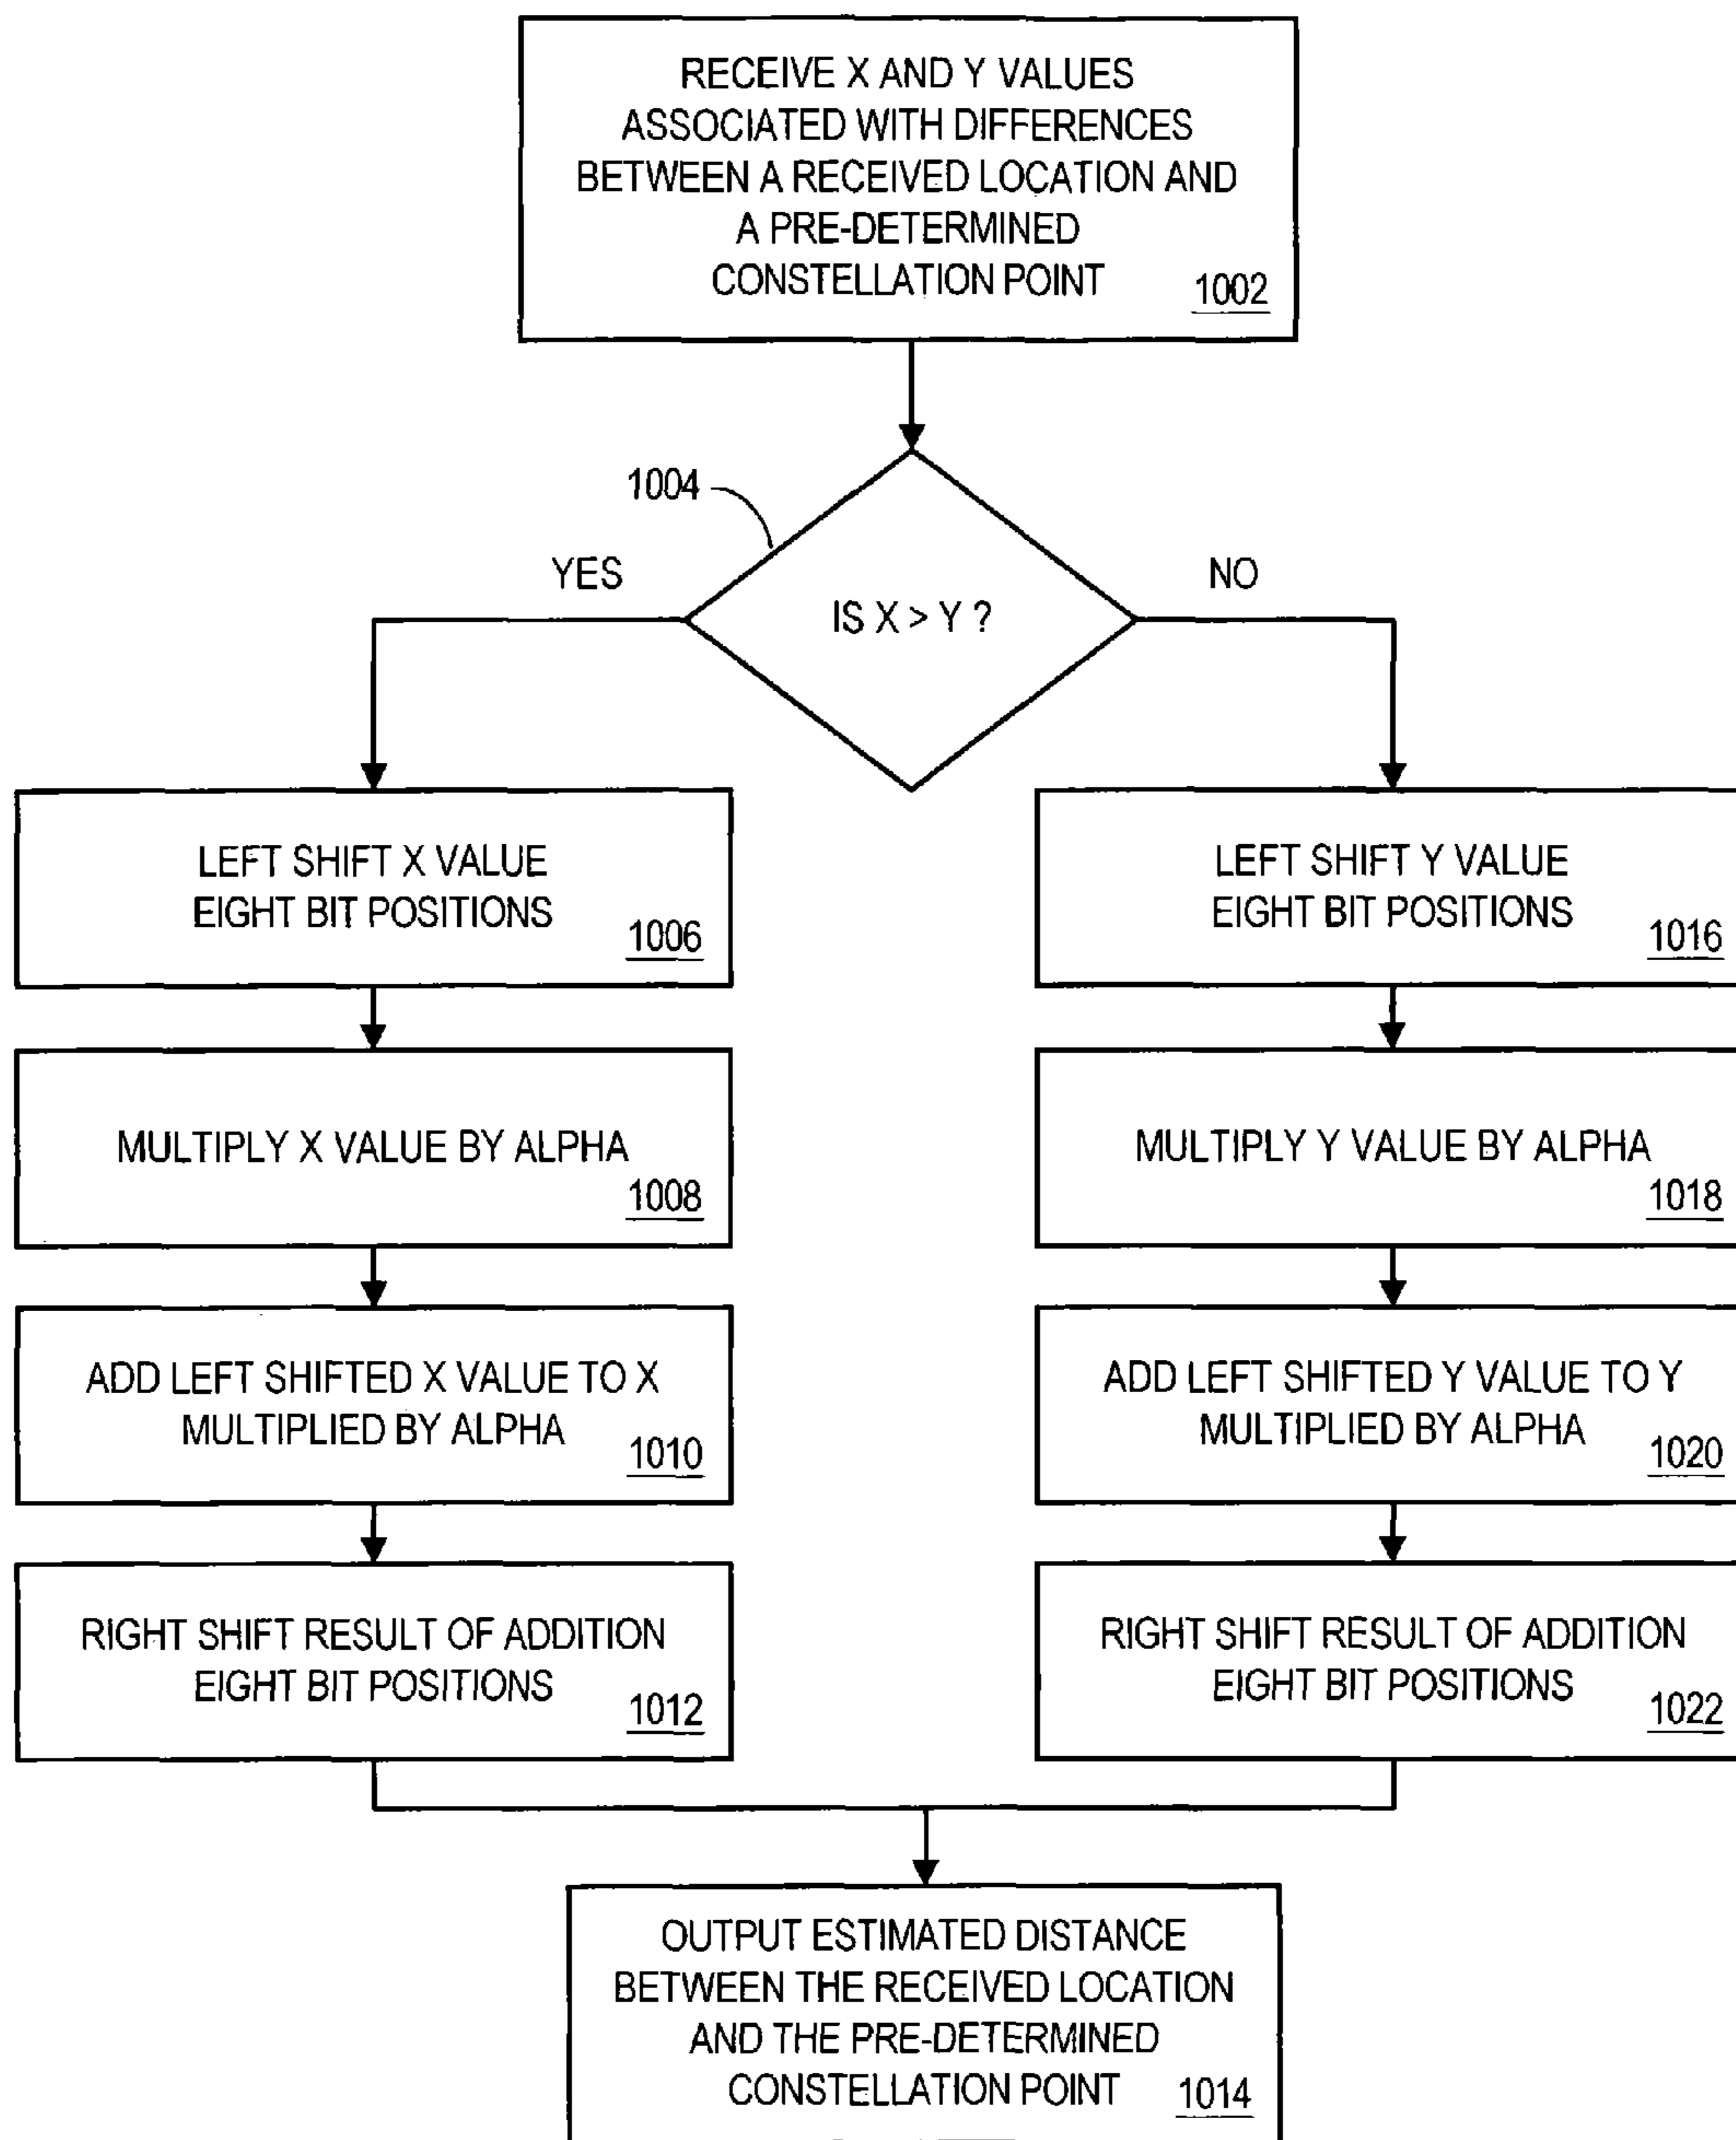 RECEIVE X AND Y VALUES
ASSOCIATED WITH DIFFERENCES
BETWEEN A RECEIVED LOCATION AND
A PRE-DETERMINED
CONSTELLATION POINT
1002
1004
YES
NO
IS X > Y ?
LEFT SHIFT X VALUE
EIGHT BIT POSITIONS
1006
LEFT SHIFT Y VALUE
EIGHT BIT POSITIONS
1016
MULTIPLY X VALUE BY ALPHA
1008
MULTIPLY Y VALUE BY ALPHA
1018
ADD LEFT SHIFTED X VALUE TO X
MULTIPLIED BY ALPHA
1010
ADD LEFT SHIFTED Y VALUE TO Y
MULTIPLIED BY ALPHA
1020
RIGHT SHIFT RESULT OF ADDITION
EIGHT BIT POSITIONS
1012
RIGHT SHIFT RESULT OF ADDITION
EIGHT BIT POSITIONS
1022
OUTPUT ESTIMATED DISTANCE
BETWEEN THE RECEIVED LOCATION
AND THE PRE-DETERMINED
CONSTELLATION POINT
1014